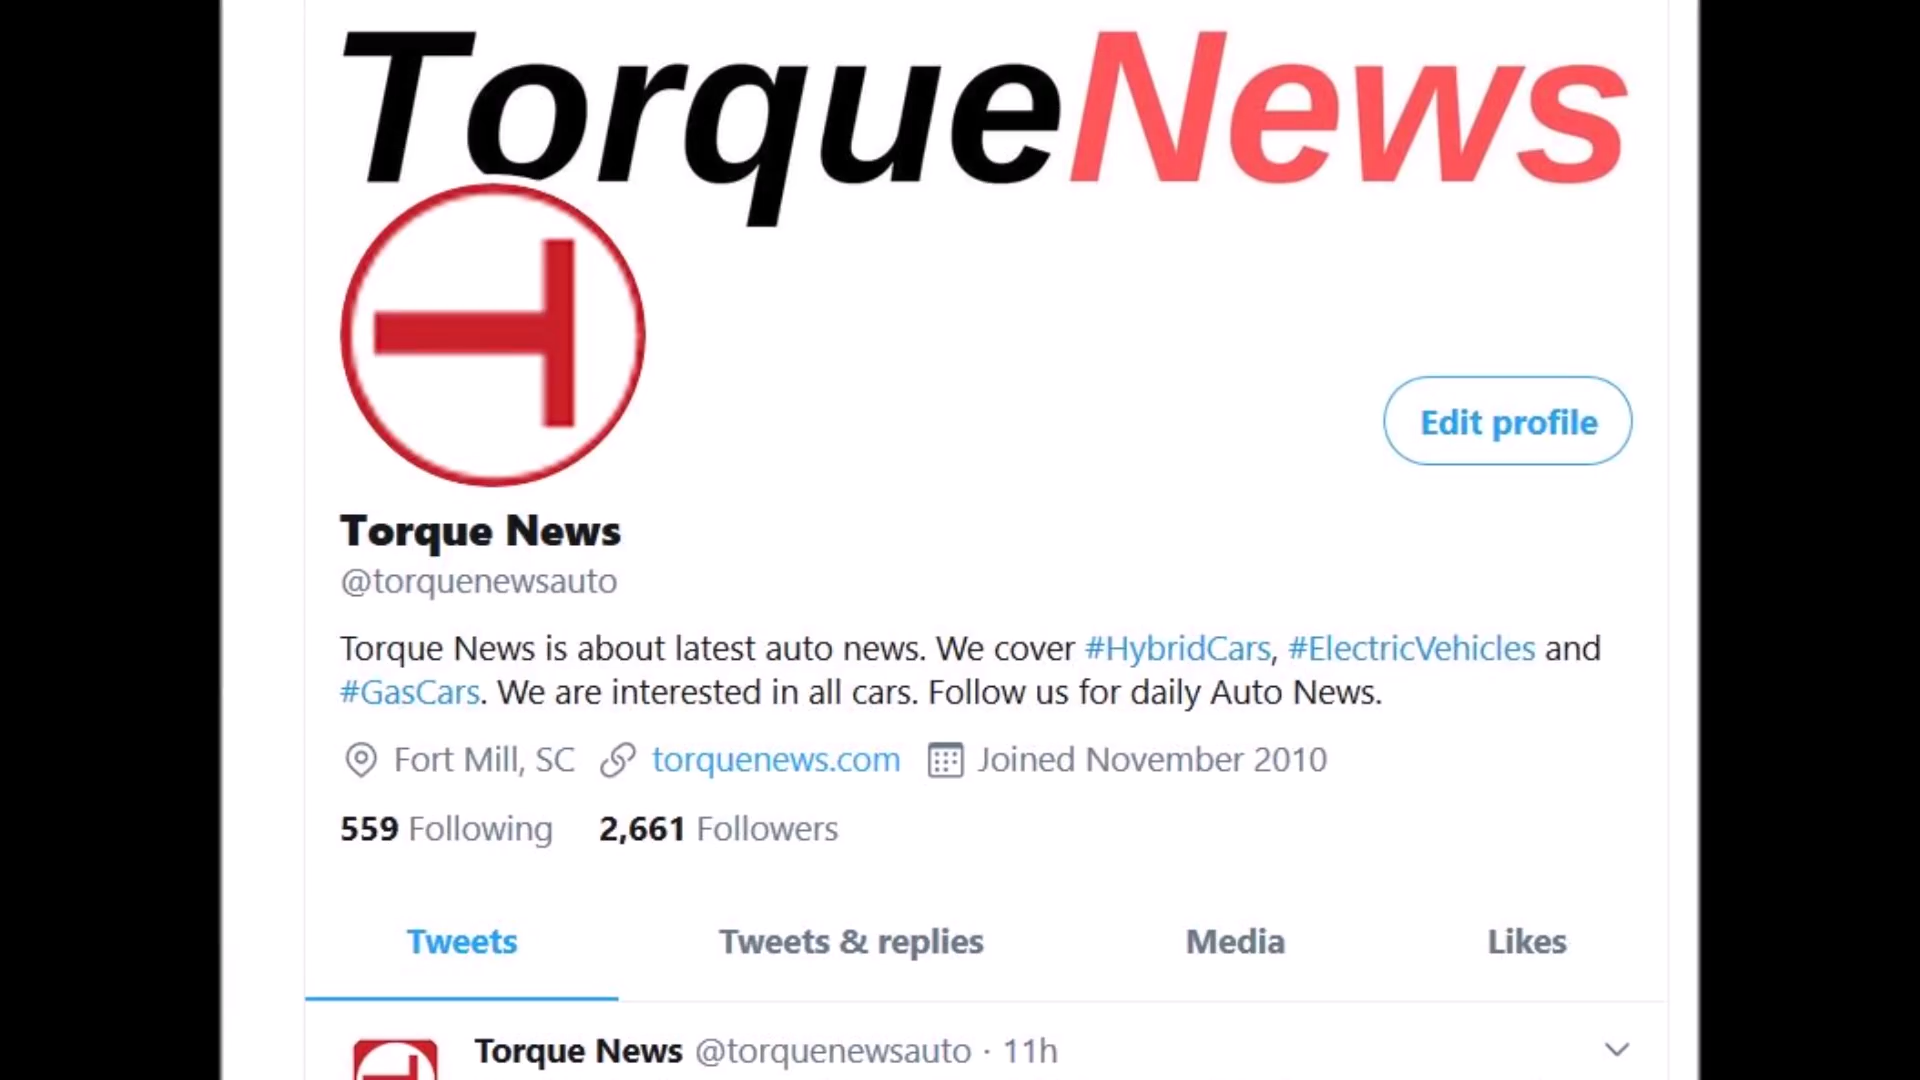 TorqueNews
Edit profile
Torque News
@torquenewsauto
Torque News is about latest auto news. We cover #HybridCars, #ElectricVehicles and
#GasCars. We are interested in all cars. Follow us for daily Auto News.
Fort Mill, SC torquenews.com Joined November 2010
559 Following 2,661 Followers
Tweets Tweets & replies Media Likes
Torque News @torquenewsauto · 11h